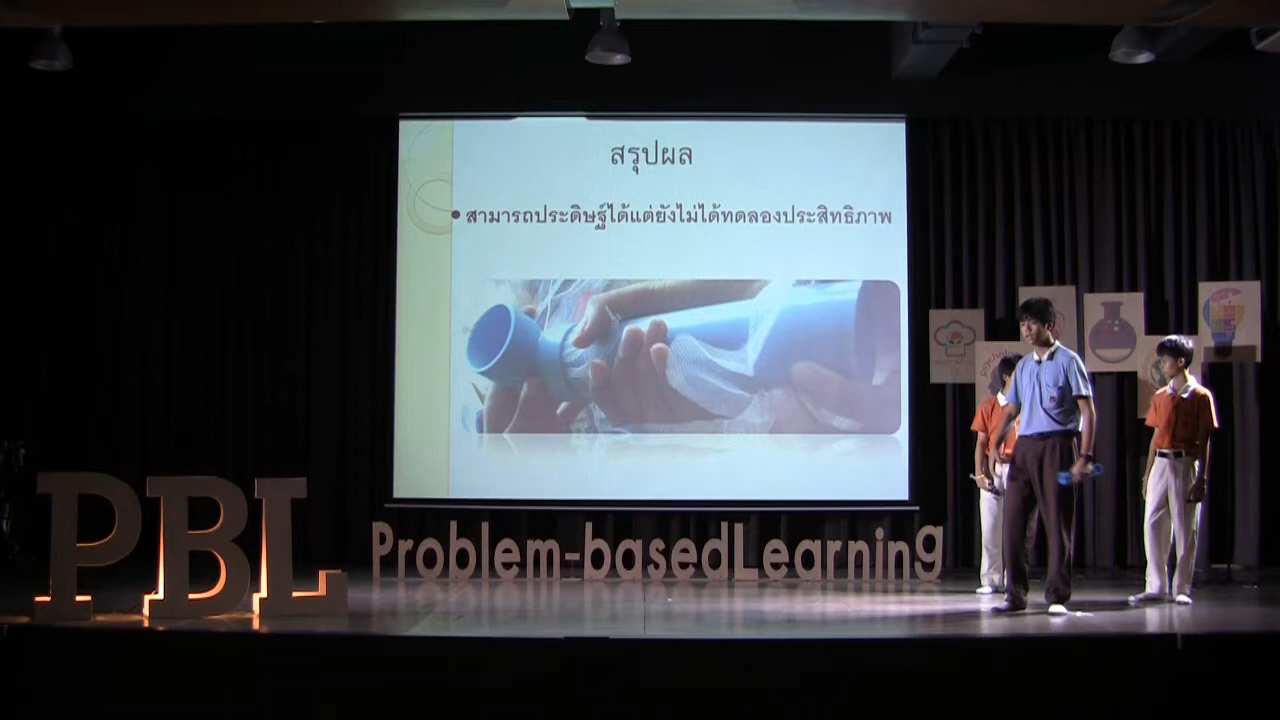 สรุปผล
• สามารถประดิษฐ์ได้แต่ยังไม่ได้ทดลองประสิทธิภาพ
psychology
PBL
Problem-basedLearning